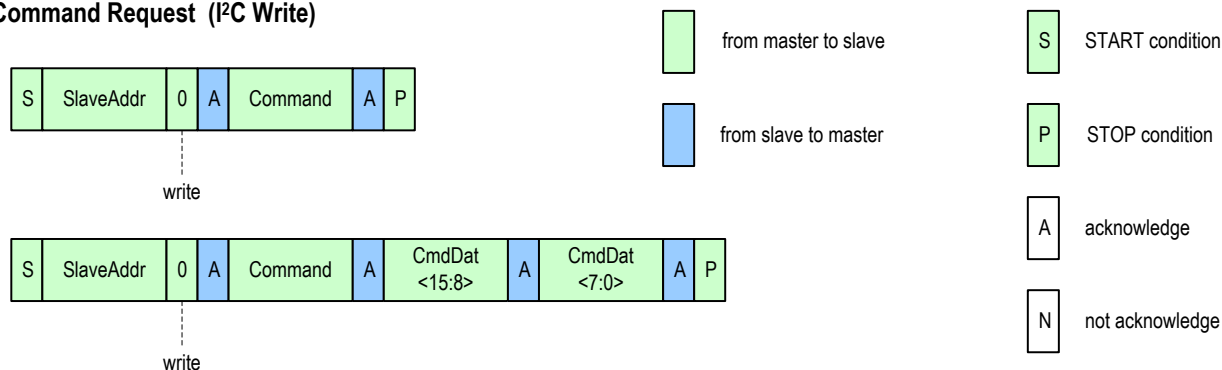 Command Request (I²C Write)
from master to slave
S START condition
S SlaveAddr 0 A Command A P
from slave to master
P STOP condition
write
A acknowledge
S SlaveAddr 0 A Command A CmdDat <15:8> A CmdDat <7:0> A P
N not acknowledge
write